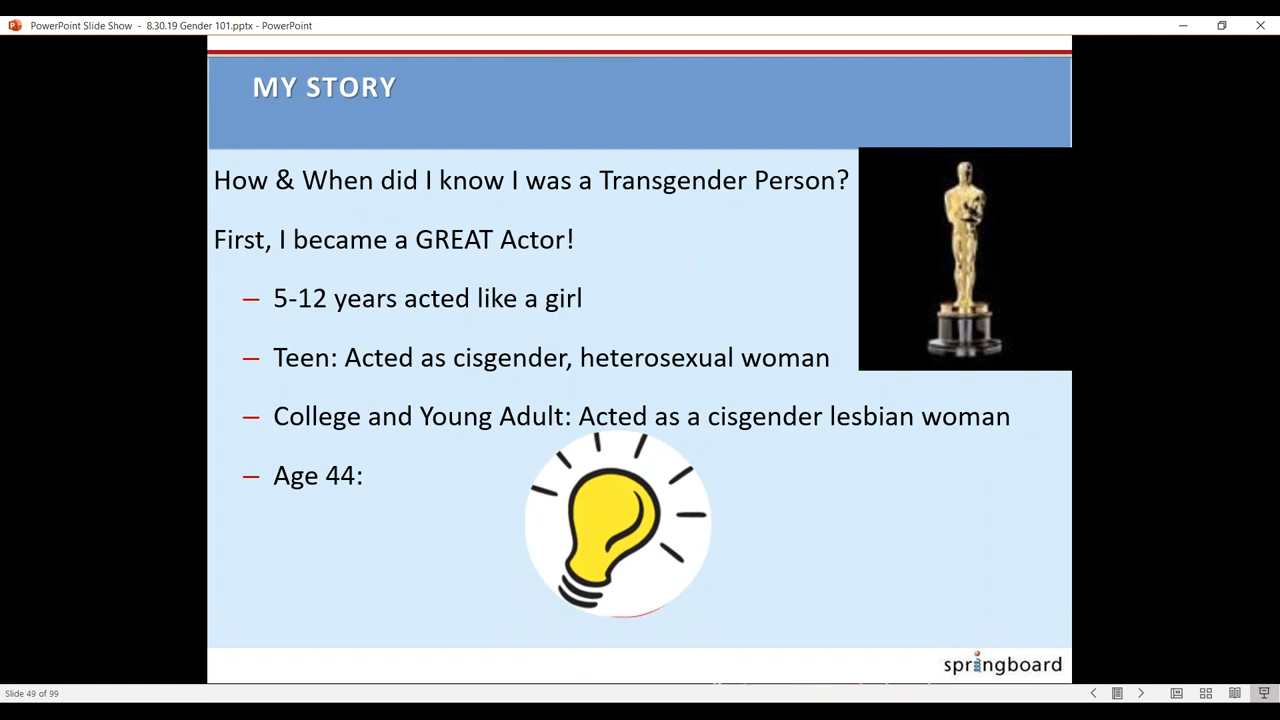 PowerPoint Slide Show - 8.30.19 Gender 101.pptx - PowerPoint
MY STORY
How & When did I know I was a Transgender Person?
First, I became a GREAT Actor!
– 5-12 years acted like a girl
– Teen: Acted as cisgender, heterosexual woman
– College and Young Adult: Acted as a cisgender lesbian woman
– Age 44:
springboard
Slide 49 of 99